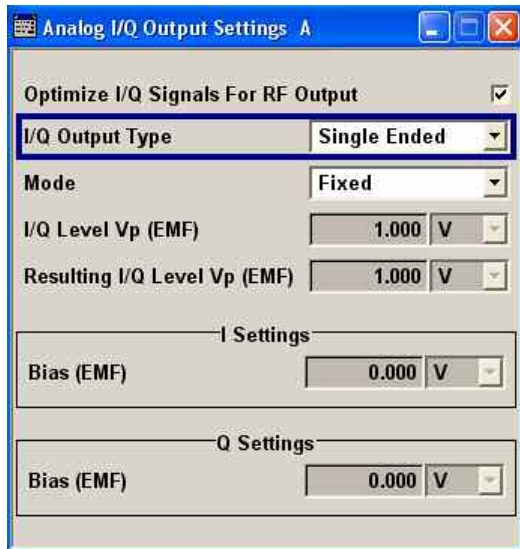 Analog I/Q Output Settings A
Optimize I/Q Signals For RF Output
I/Q Output Type Single Ended
Mode Fixed
I/Q Level Vp (EMF) 1.000 V
Resulting I/Q Level Vp (EMF) 1.000 V
I Settings
Bias (EMF) 0.000 V
Q Settings
Bias (EMF) 0.000 V